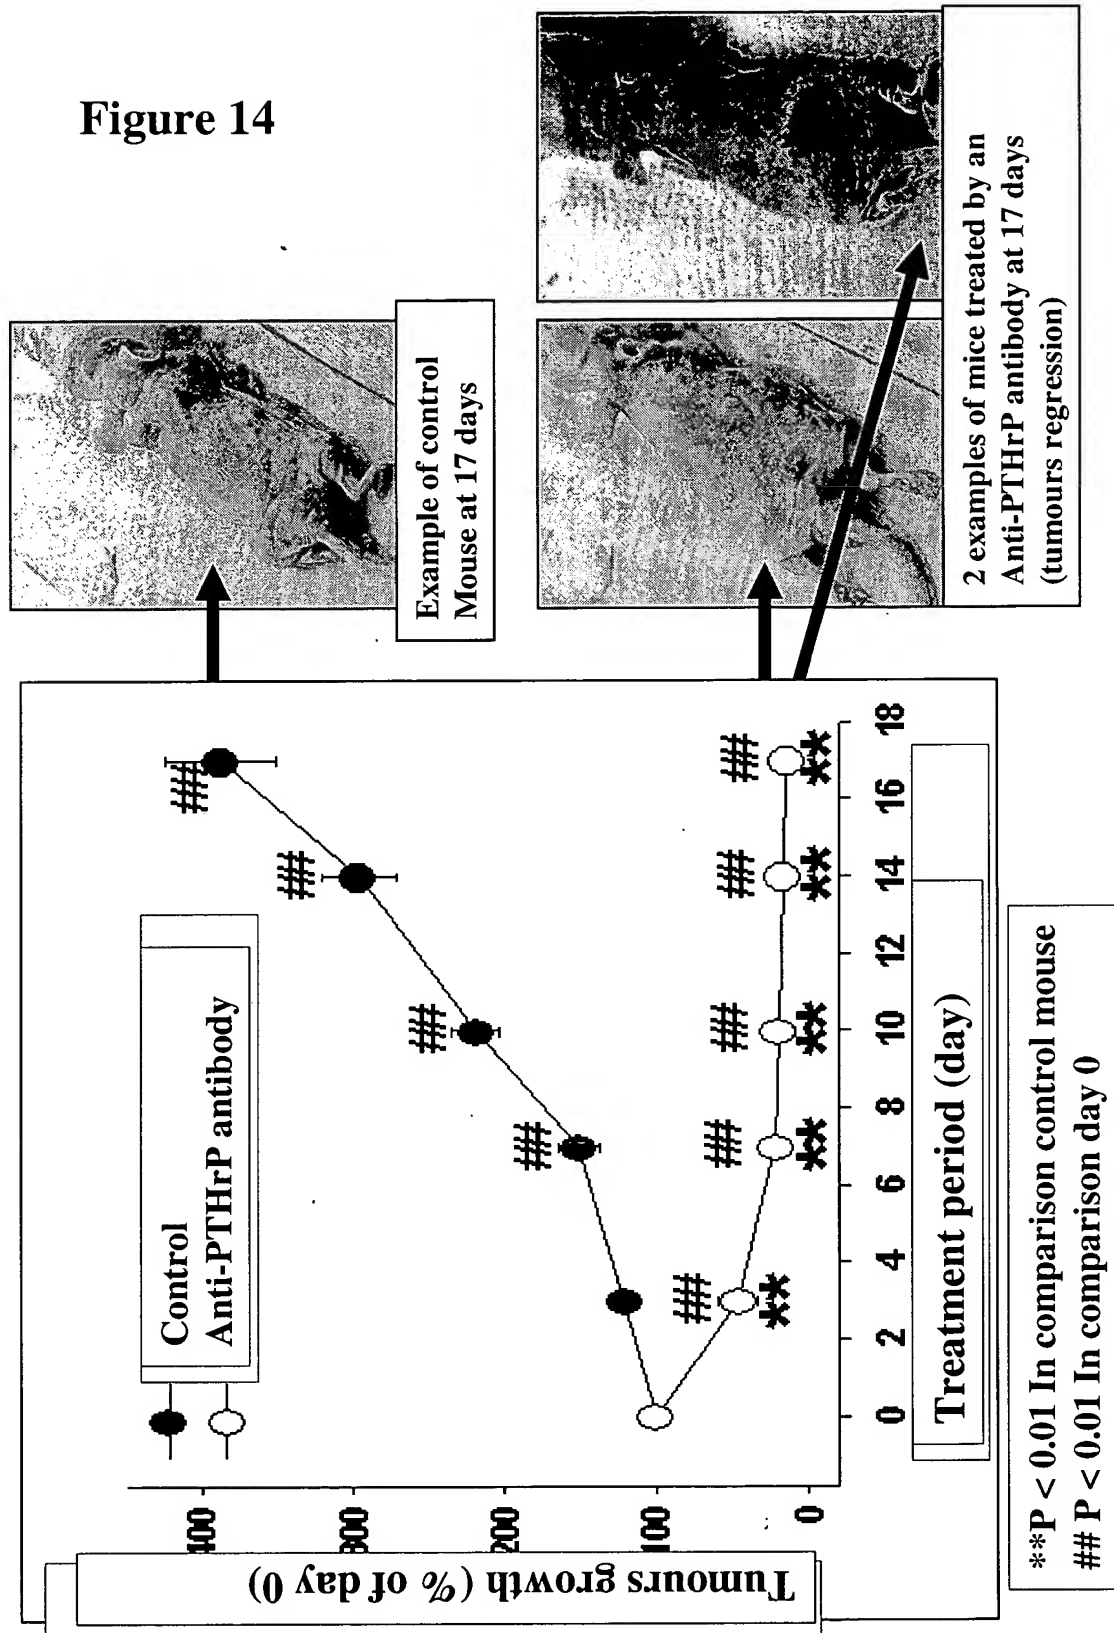 Figure 14
Control
Anti-PTHrP antibody
Tumours growth (% of day 0)
400
300
200
100
0
##
##
##
##
##
##
##
##
##
**
**
**
**
**
0
2
4
6
8
10
12
14
16
18
Treatment period (day)
Example of control
Mouse at 17 days
2 examples of mice treated by an
Anti-PTHrP antibody at 17 days
(tumours regression)
**P < 0.01 In comparison control mouse
## P < 0.01 In comparison day 0